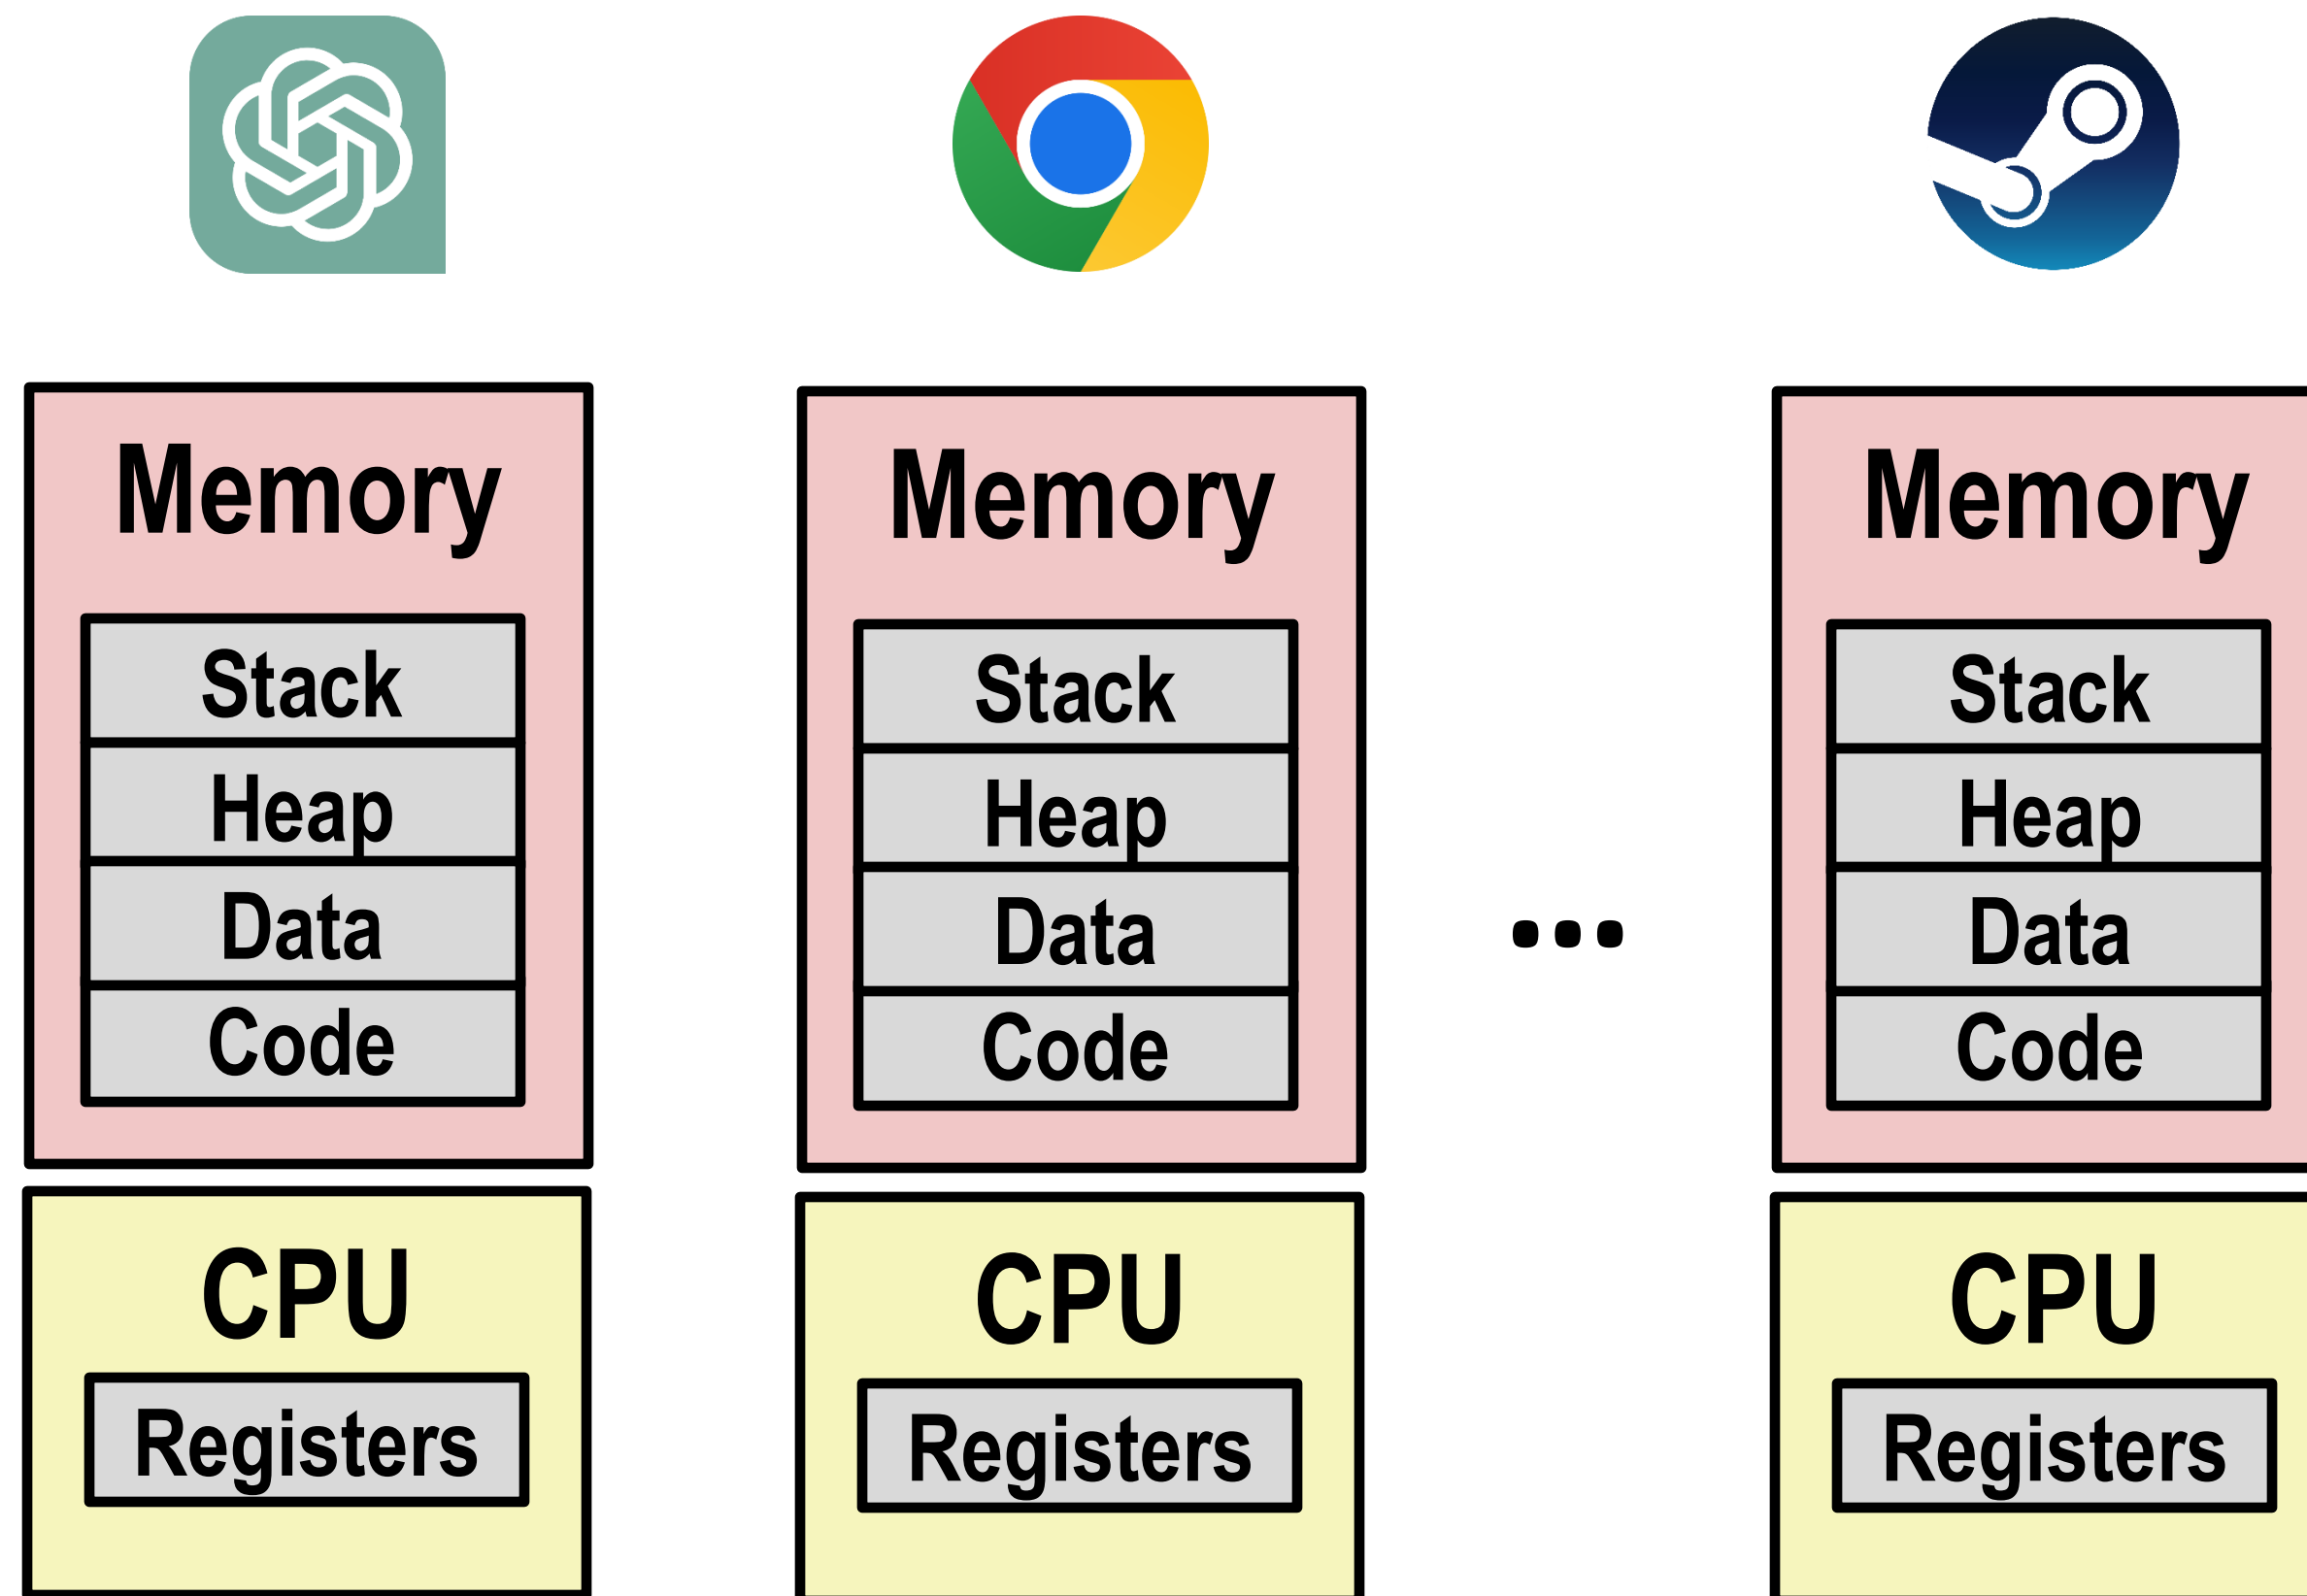 Memory
Stack
Heap
Data
Code
CPU
Registers
Memory
Stack
Heap
Data
Code
CPU
Registers
...
Memory
Stack
Heap
Data
Code
CPU
Registers